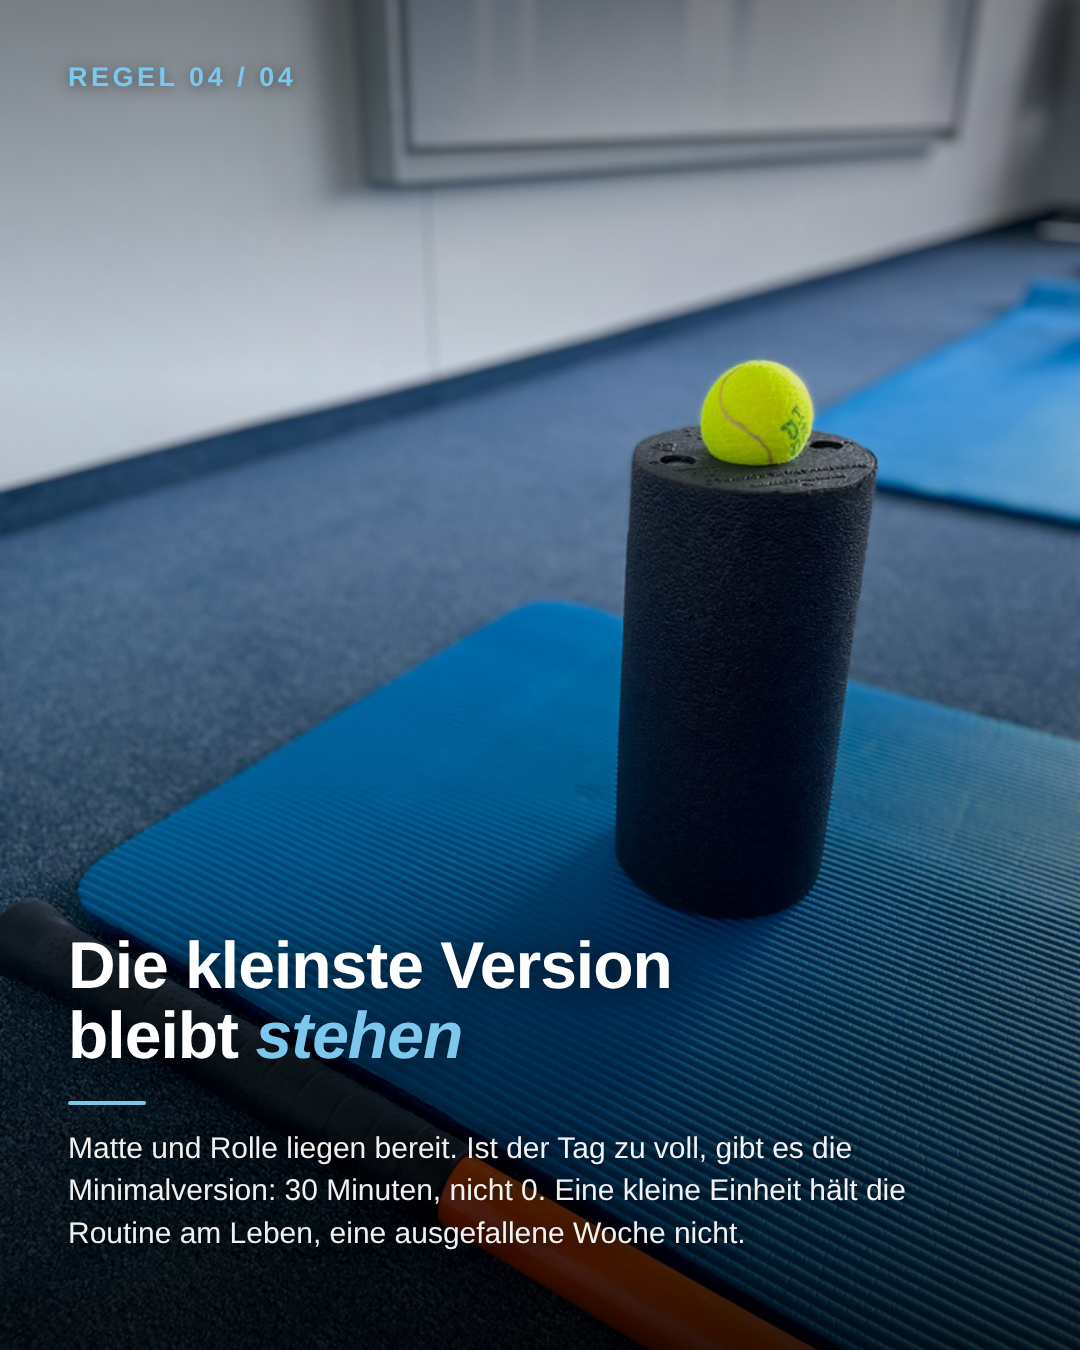 REGEL 04 / 04
Die kleinste Version
bleibt stehen
Matte und Rolle liegen bereit. Ist der Tag zu voll, gibt es die
Minimalversion: 30 Minuten, nicht 0. Eine kleine Einheit hält die
Routine am Leben, eine ausgefallene Woche nicht.